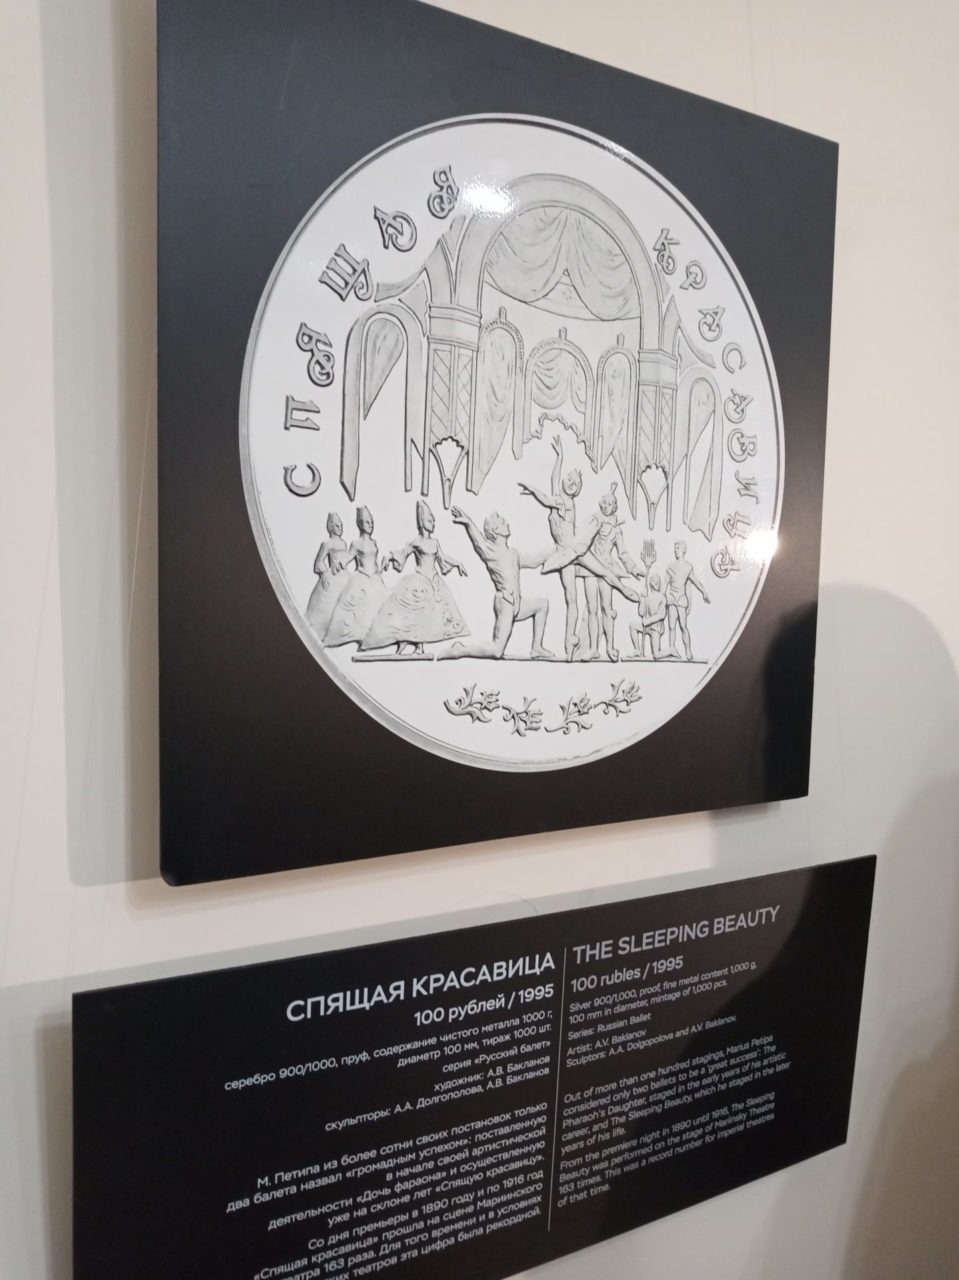 СПЯЩАЯ КРАСАВИЦА
СПЯЩАЯ КРАСАВИЦА
100 рублей / 1995
серебро 900/1000, пруф, содержание чистого металла 1000 г,
диаметр 100 мм, тираж 1000 шт.
серия «Русский балет»
художник: А.В. Бакланов
скульпторы: А.А. Долгополова, А.В. Бакланов
М. Петипа из более сотни своих постановок только
два балета назвал «громадным успехом»: поставленную
в начале своей артистической
деятельности «Дочь фараона» и осуществленную
уже на склоне лет «Спящую красавицу».
Со дня премьеры в 1890 году и по 1916 год
«Спящая красавица» прошла на сцене Мариинского
театра 163 раза. Для того времени и в условиях
театров эта цифра была рекордной.
THE SLEEPING BEAUTY
100 rubles / 1995
Silver 900/1,000, proof, fine metal content 1,000 g,
100 mm in diameter, mintage of 1,000 pcs.
Series: Russian Ballet
Artist: A.V. Baklanov
Sculptors: A.A. Dolgopolova and A.V. Baklanov.
Out of more than one hundred stagings, Marius Petipa
considered only two ballets to be a 'great success': The
Pharaoh's Daughter, staged in the early years of his artistic
career, and The Sleeping Beauty, which he staged in the later
years of his life.
From the premiere night in 1890 until 1916, The Sleeping
Beauty was performed on the stage of Mariinsky Theatre
163 times. This was a record number for imperial theatres
of that time.